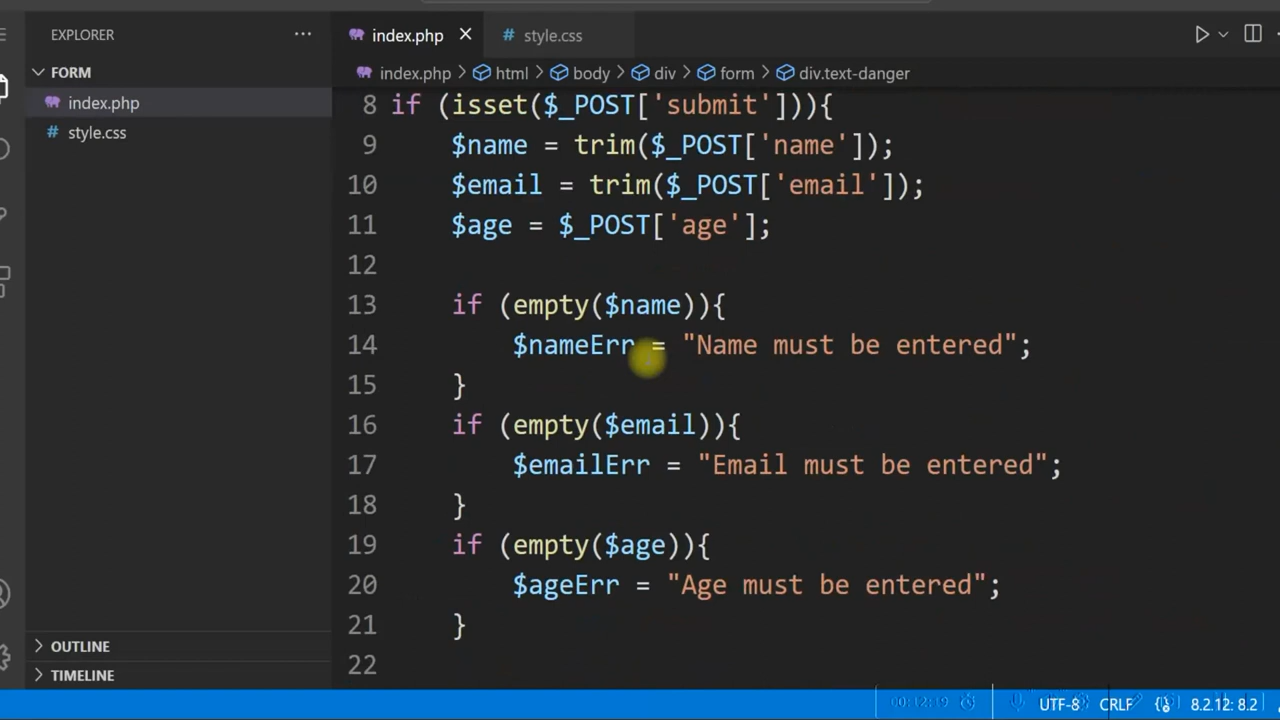 EXPLORER ···
FORM
index.php
style.css
OUTLINE
TIMELINE
index.php × style.css
index.php > html > body > div > form > div.text-danger
8 if (isset($_POST['submit'])){
9 $name = trim($_POST['name']);
10 $email = trim($_POST['email']);
11 $age = $_POST['age'];
12
13 if (empty($name)){
14 $nameErr = "Name must be entered";
15 }
16 if (empty($email)){
17 $emailErr = "Email must be entered";
18 }
19 if (empty($age)){
20 $ageErr = "Age must be entered";
21 }
22
00:12:19 UTF-8 CRLF 8.2.12: 8.2